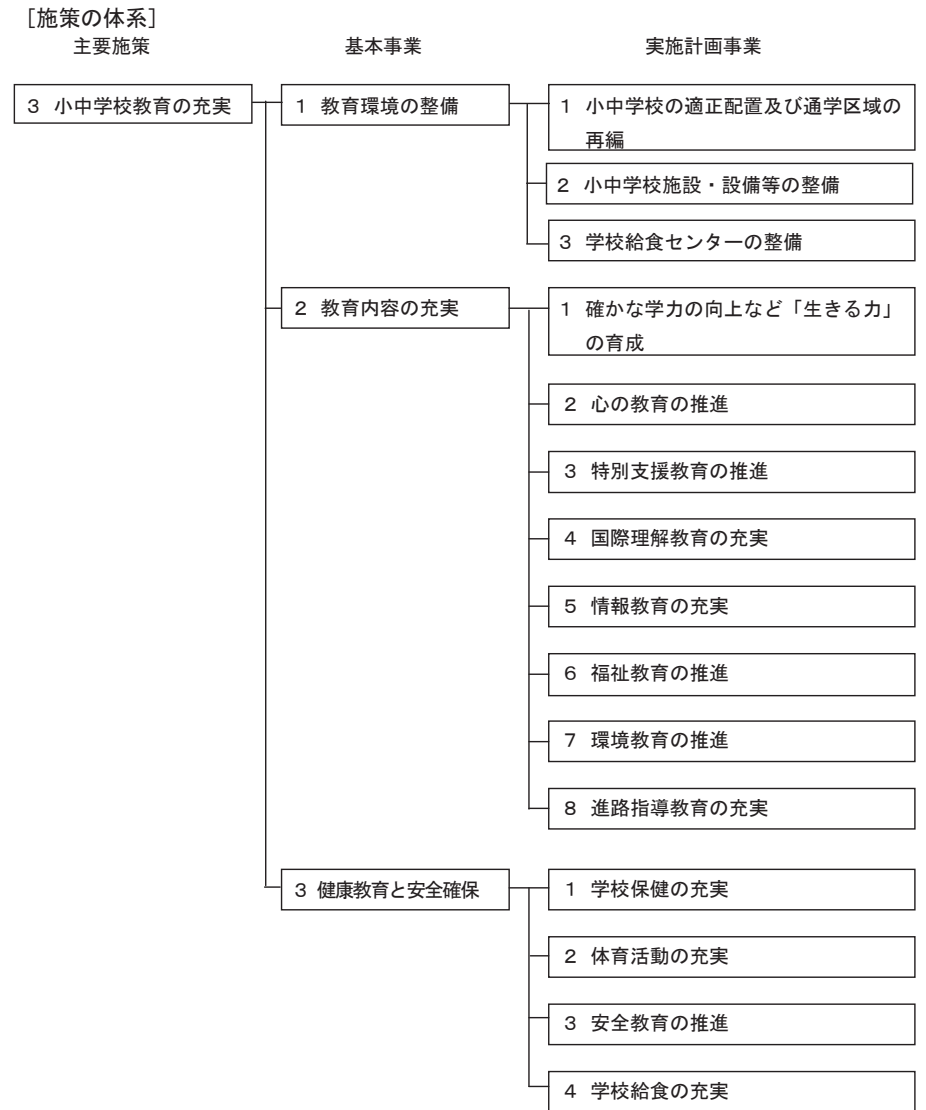 ［施策の体系］
主要施策　基本事業　実施計画事業
３ 小中学校教育の充実
１ 教育環境の整備
１ 小中学校の適正配置及び通学区域の
再編
２ 小中学校施設・設備等の整備
３ 学校給食センターの整備
２ 教育内容の充実
１ 確かな学力の向上など「生きる力」
の育成
２ 心の教育の推進
３ 特別支援教育の推進
４ 国際理解教育の充実
５ 情報教育の充実
６ 福祉教育の推進
７ 環境教育の推進
８ 進路指導教育の充実
３ 健康教育と安全確保
１ 学校保健の充実
２ 体育活動の充実
３ 安全教育の推進
４ 学校給食の充実